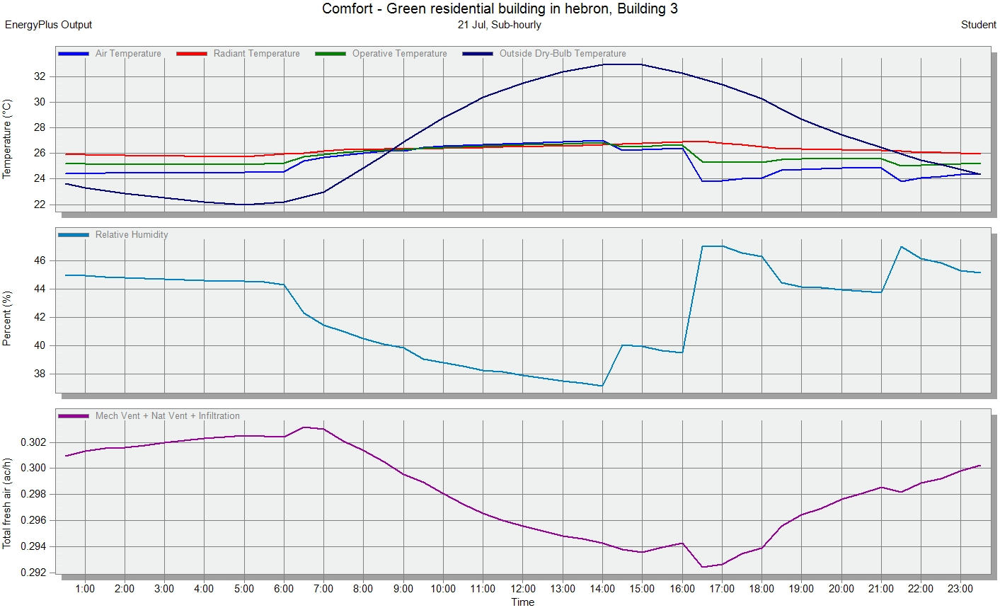 Comfort - Green residential building in hebron, Building 3
EnergyPlus Output 21 Jul, Sub-hourly Student
Air Temperature Radiant Temperature Operative Temperature Outside Dry-Bulb Temperature
Temperature (°C)
32
30
28
26
24
22
Relative Humidity
Percent (%)
46
44
42
40
38
Mech Vent + Nat Vent + Infiltration
Total fresh air (ac/h)
0.302
0.300
0.298
0.296
0.294
0.292
1:00 2:00 3:00 4:00 5:00 6:00 7:00 8:00 9:00 10:00 11:00 12:00 13:00 14:00 15:00 16:00 17:00 18:00 19:00 20:00 21:00 22:00 23:00
Time